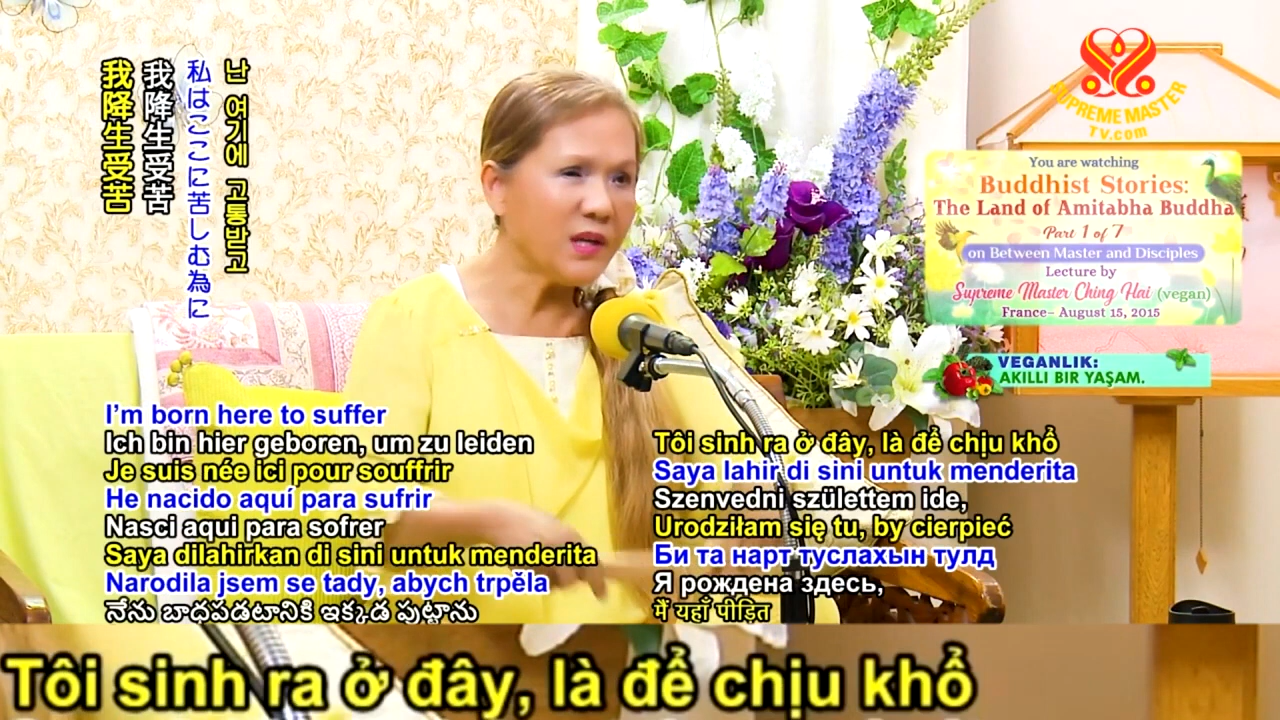 我降生受苦
我降生受苦
私はここに苦しむ為に
난 여기에 고통받고
SUPREME MASTER
TV.com
You are watching
Buddhist Stories:
The Land of Amitabha Buddha
Part 1 of 7
on Between Master and Disciples
Lecture by
Supreme Master Ching Hai (vegan)
France– August 15, 2015
VEGANLIK:
AKILLI BİR YAŞAM.
I’m born here to suffer
Ich bin hier geboren, um zu leiden
Je suis née ici pour souffrir
He nacido aquí para sufrir
Nasci aqui para sofrer
Saya dilahirkan di sini untuk menderita
Narodila jsem se tady, abych trpěla
నేను బాధపడటానికి ఇక్కడ పుట్టాను
Tôi sinh ra ở đây, là để chịu khổ
Saya lahir di sini untuk menderita
Szenvedni születtem ide,
Urodziłam się tu, by cierpieć
Би та нарт туслахын тулд
Я рождена здесь,
मैं यहाँ पीड़ित
Tôi sinh ra ở đây, là để chịu khổ